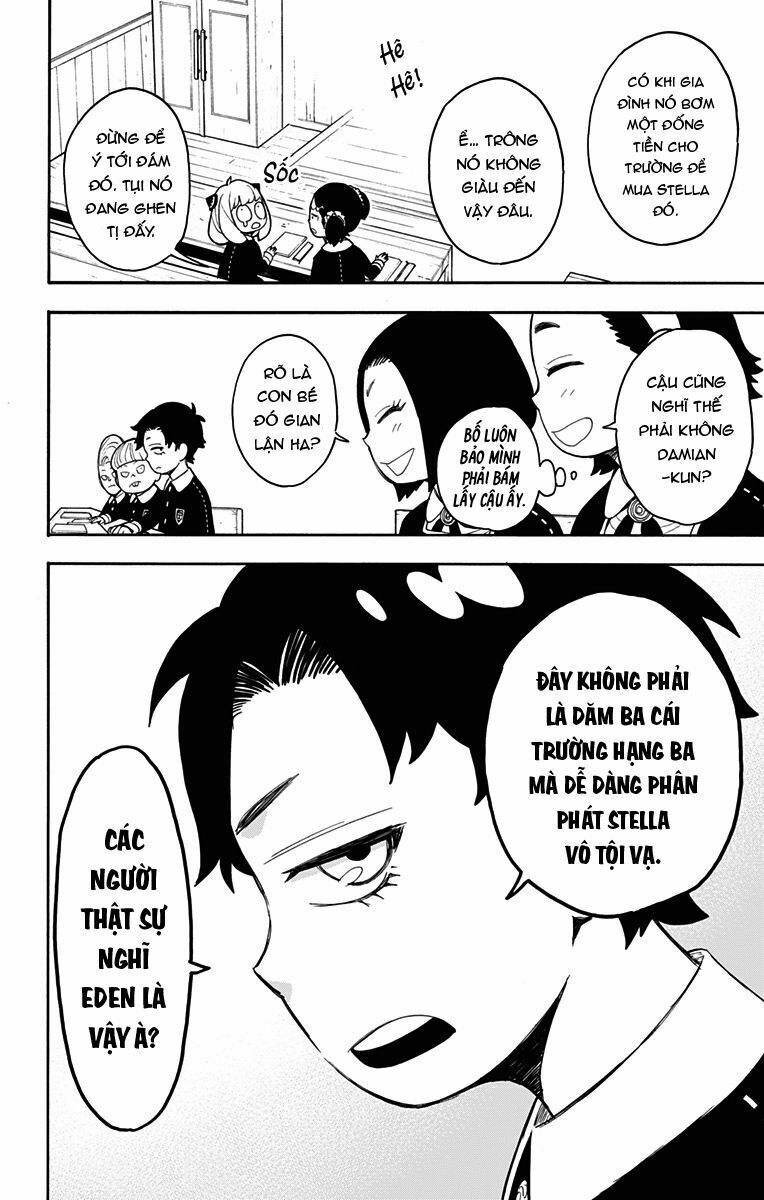 CÓ KHI GIA
ĐÌNH NÓ BƠM
MỘT ĐỐNG
TIỀN CHO
TRƯỜNG ĐỂ
MUA STELLA
ĐÓ.
Ể... TRÔNG
NÓ KHÔNG
GIÀU ĐẾN
VẬY ĐÂU.
HÊ
HÊ!
SỐC
ĐỪNG ĐỂ
Ý TỚI ĐÁM
ĐÓ. TỤI NÓ
ĐANG GHEN
TỊ ĐẤY.
CẬU CŨNG
NGHĨ THẾ
PHẢI KHÔNG
DAMIAN
-KUN?
BỐ LUÔN
BẢO MÌNH
PHẢI BÁM
LẤY CẬU ẤY.
RÕ LÀ
CON BÉ
ĐÓ GIAN
LẬN HA?
ĐÂY KHÔNG PHẢI
LÀ DĂM BA CÁI
TRƯỜNG HẠNG BA
MÀ DỄ DÀNG PHÂN
PHÁT STELLA
VÔ TỘI VẠ.
CÁC
NGƯỜI
THẬT SỰ
NGHĨ
EDEN LÀ
VẬY À?